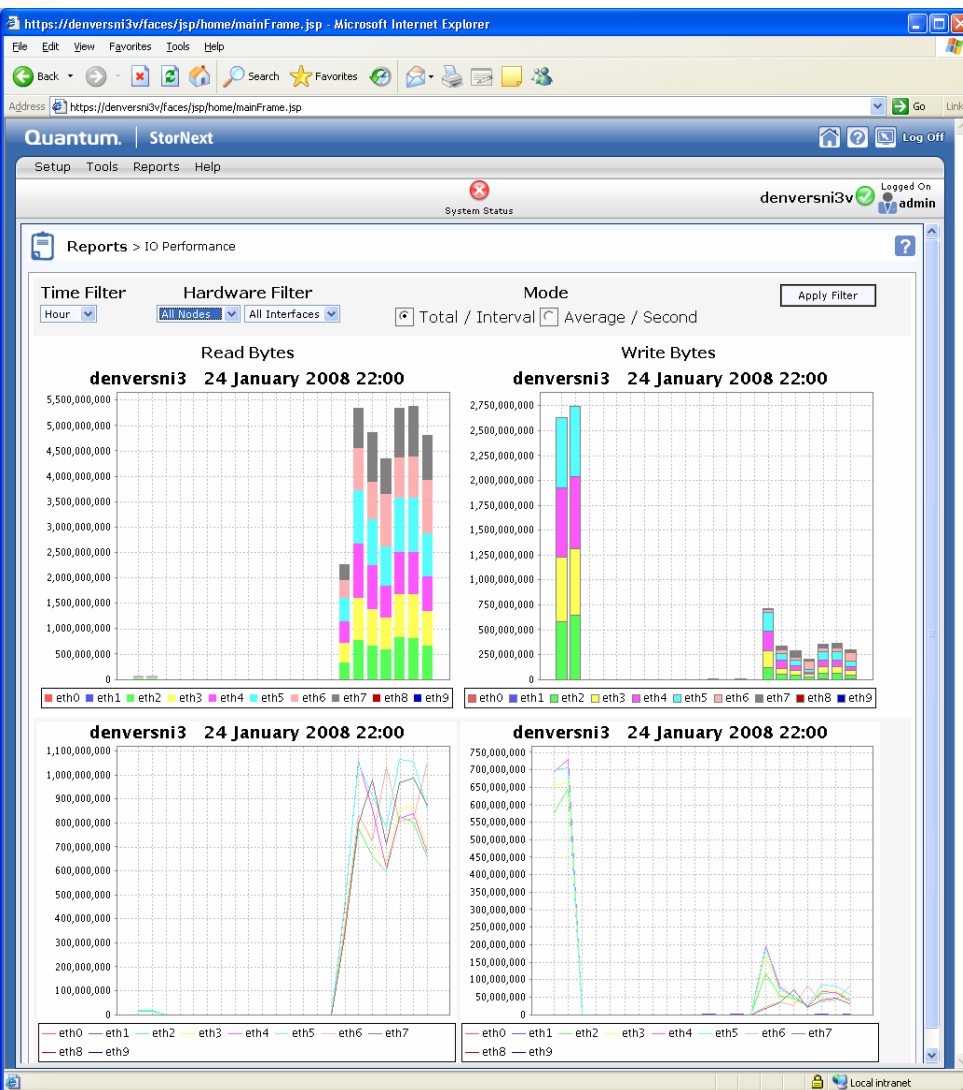 https://denversni3v/faces/jsp/home/mainFrame.jsp - Microsoft Internet Explorer
File Edit View Favorites Tools Help
Back Search Favorites
Address https://denversni3v/faces/jsp/home/mainFrame.jsp Go Link
Quantum. | StorNext Log Off
Setup Tools Reports Help
System Status
denversni3v
Logged On
admin
Reports > IO Performance
Time Filter Hardware Filter Mode
Hour All Nodes All Interfaces Total / Interval Average / Second Apply Filter
Read Bytes
denversni3 24 January 2008 22:00
5,500,000,000
5,000,000,000
4,500,000,000
4,000,000,000
3,500,000,000
3,000,000,000
2,500,000,000
2,000,000,000
1,500,000,000
1,000,000,000
500,000,000
0
eth0 eth1 eth2 eth3 eth4 eth5 eth6 eth7 eth8 eth9
Write Bytes
denversni3 24 January 2008 22:00
2,750,000,000
2,500,000,000
2,250,000,000
2,000,000,000
1,750,000,000
1,500,000,000
1,250,000,000
1,000,000,000
750,000,000
500,000,000
250,000,000
0
eth0 eth1 eth2 eth3 eth4 eth5 eth6 eth7 eth8 eth9
denversni3 24 January 2008 22:00
1,100,000,000
1,000,000,000
900,000,000
800,000,000
700,000,000
600,000,000
500,000,000
400,000,000
300,000,000
200,000,000
100,000,000
0
eth0 eth1 eth2 eth3 eth4 eth5 eth6 eth7
eth8 eth9
denversni3 24 January 2008 22:00
750,000,000
700,000,000
650,000,000
600,000,000
550,000,000
500,000,000
450,000,000
400,000,000
350,000,000
300,000,000
250,000,000
200,000,000
150,000,000
100,000,000
50,000,000
0
eth0 eth1 eth2 eth3 eth4 eth5 eth6 eth7
eth8 eth9
Local intranet